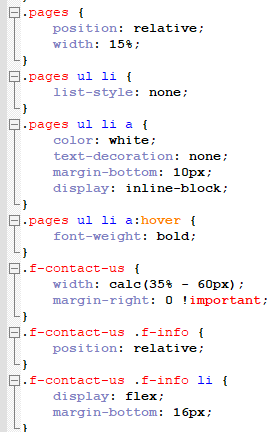 .pages {
    position: relative;
    width: 15%;
}
.pages ul li {
    list-style: none;
}
.pages ul li a {
    color: white;
    text-decoration: none;
    margin-bottom: 10px;
    display: inline-block;
}
.pages ul li a:hover {
    font-weight: bold;
}
.f-contact-us {
    width: calc(35% - 60px);
    margin-right: 0 !important;
}
.f-contact-us .f-info {
    position: relative;
}
.f-contact-us .f-info li {
    display: flex;
    margin-bottom: 16px;